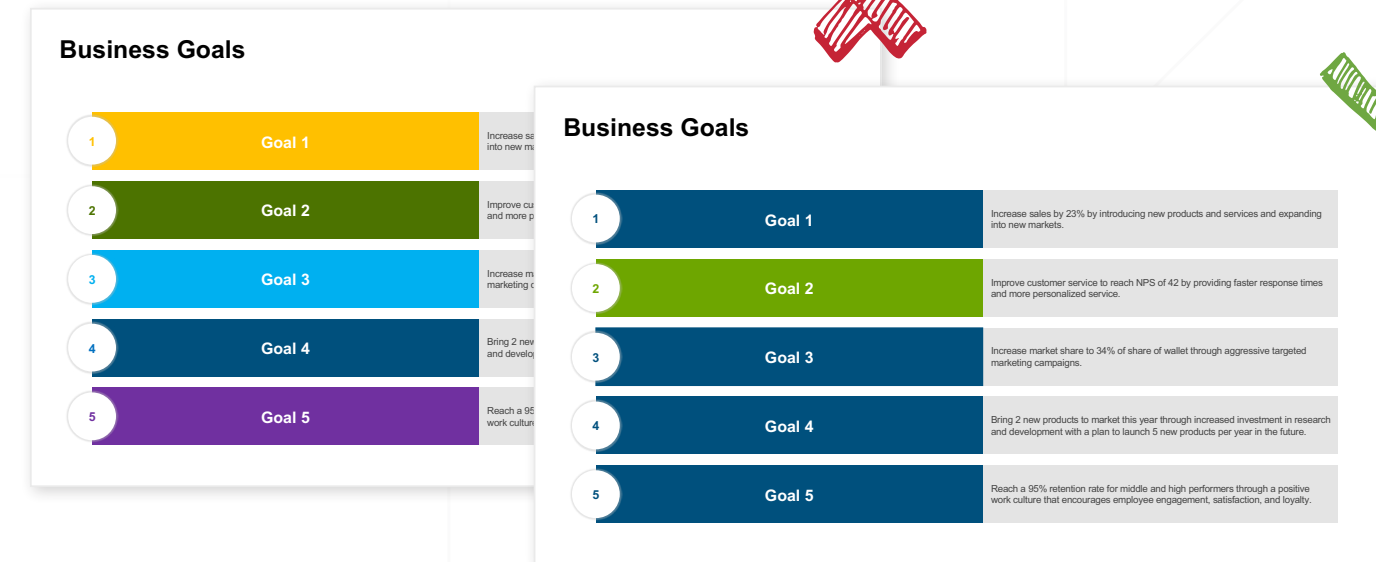 Business Goals
1
Goal 1
Increase
into new
2
Goal 2
Improve
and more
3
Goal 3
Increase
marketing
4
Goal 4
Bring 2 new
and
5
Goal 5
Reach a
work
Business Goals
1
Goal 1
Increase sales by 23% by introducing new products and services and expanding
into new markets.
2
Goal 2
Improve customer service to reach NPS of 42 by providing faster response times
and more personalized service.
3
Goal 3
Increase market share to 34% of share of wallet through aggressive targeted
marketing campaigns.
4
Goal 4
Bring 2 new products to market this year through increased investment in research
and development with a plan to launch 5 new products per year in the future.
5
Goal 5
Reach a 95% retention rate for middle and high performers through a positive
work culture that encourages employee engagement, satisfaction, and loyalty.